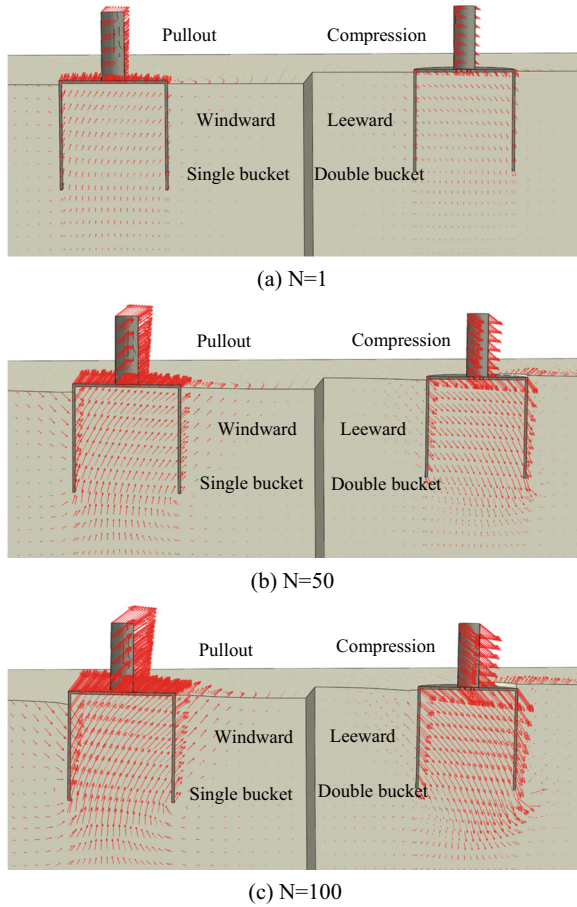 Pullout Compression
Windward Leeward
Single bucket Double bucket
(a) N=1
Pullout Compression
Windward Leeward
Single bucket Double bucket
(b) N=50
Pullout Compression
Windward Leeward
Single bucket Double bucket
(c) N=100